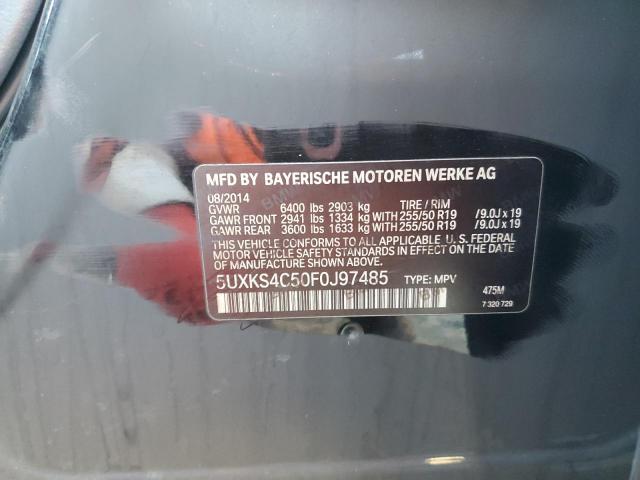 MFD BY BAYERISCHE MOTOREN WERKE AG
08/2014
GVWR 6400 lbs 2903 kg TIRE / RIM
GAWR FRONT 2941 lbs 1334 kg WITH 255/50 R19 /9.0J x 19
GAWR REAR 3600 lbs 1633 kg WITH 255/50 R19 /9.0J x 19
THIS VEHICLE CONFORMS TO ALL APPLICABLE U. S. FEDERAL
MOTOR VEHICLE SAFETY STANDARDS IN EFFECT ON THE
DATE OF MANUFACTURE SHOWN ABOVE.
5UXKS4C50F0J97485 TYPE: MPV
475M
7 320 729